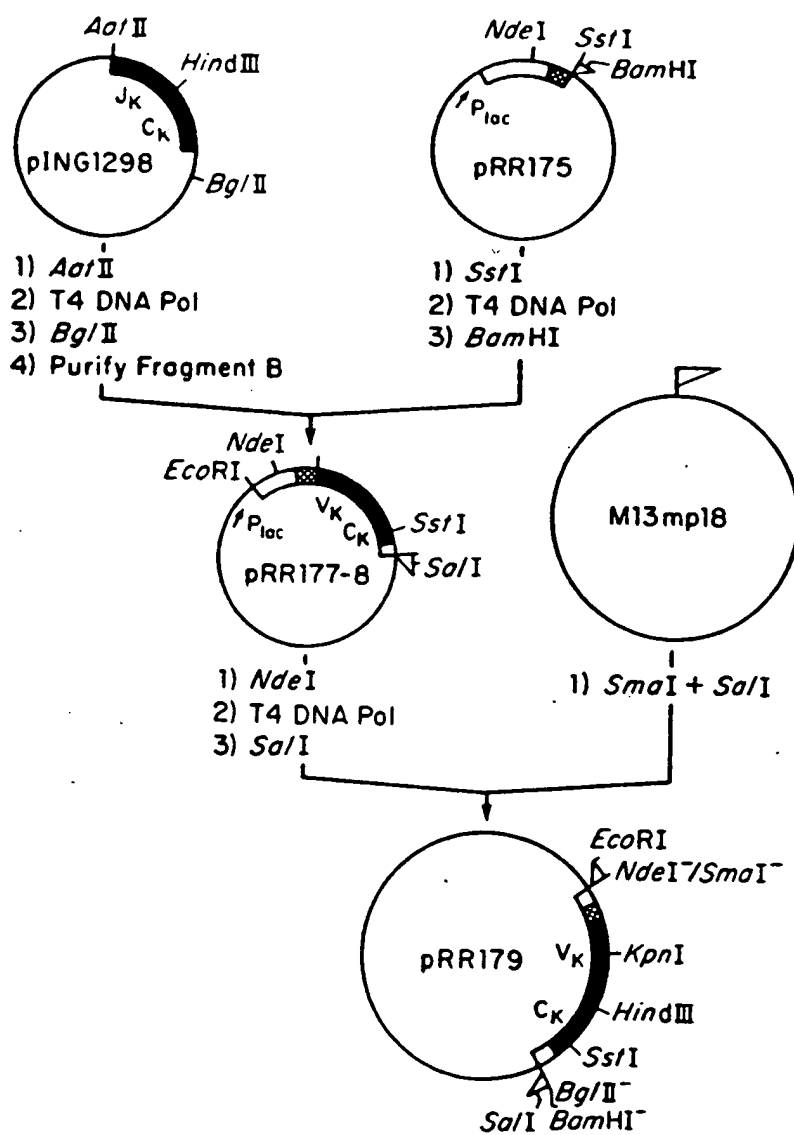 AatII
HindIII
JK
CK
pING1298
BglII
NdeI
SstI
BamHI
Plac
pRR175
1) AatII
2) T4 DNA Pol
3) BglII
4) Purify Fragment B
1) SstI
2) T4 DNA Pol
3) BamHI
NdeI
EcoRI
Plac
VK
CK
SstI
SalI
pRR177-8
M13mp18
1) NdeI
2) T4 DNA Pol
3) SalI
1) SmaI + SalI
EcoRI
NdeI⁻/SmaI⁻
pRR179
VK
KpnI
CK
HindIII
SstI
BglII⁻
SalI BamHI⁻